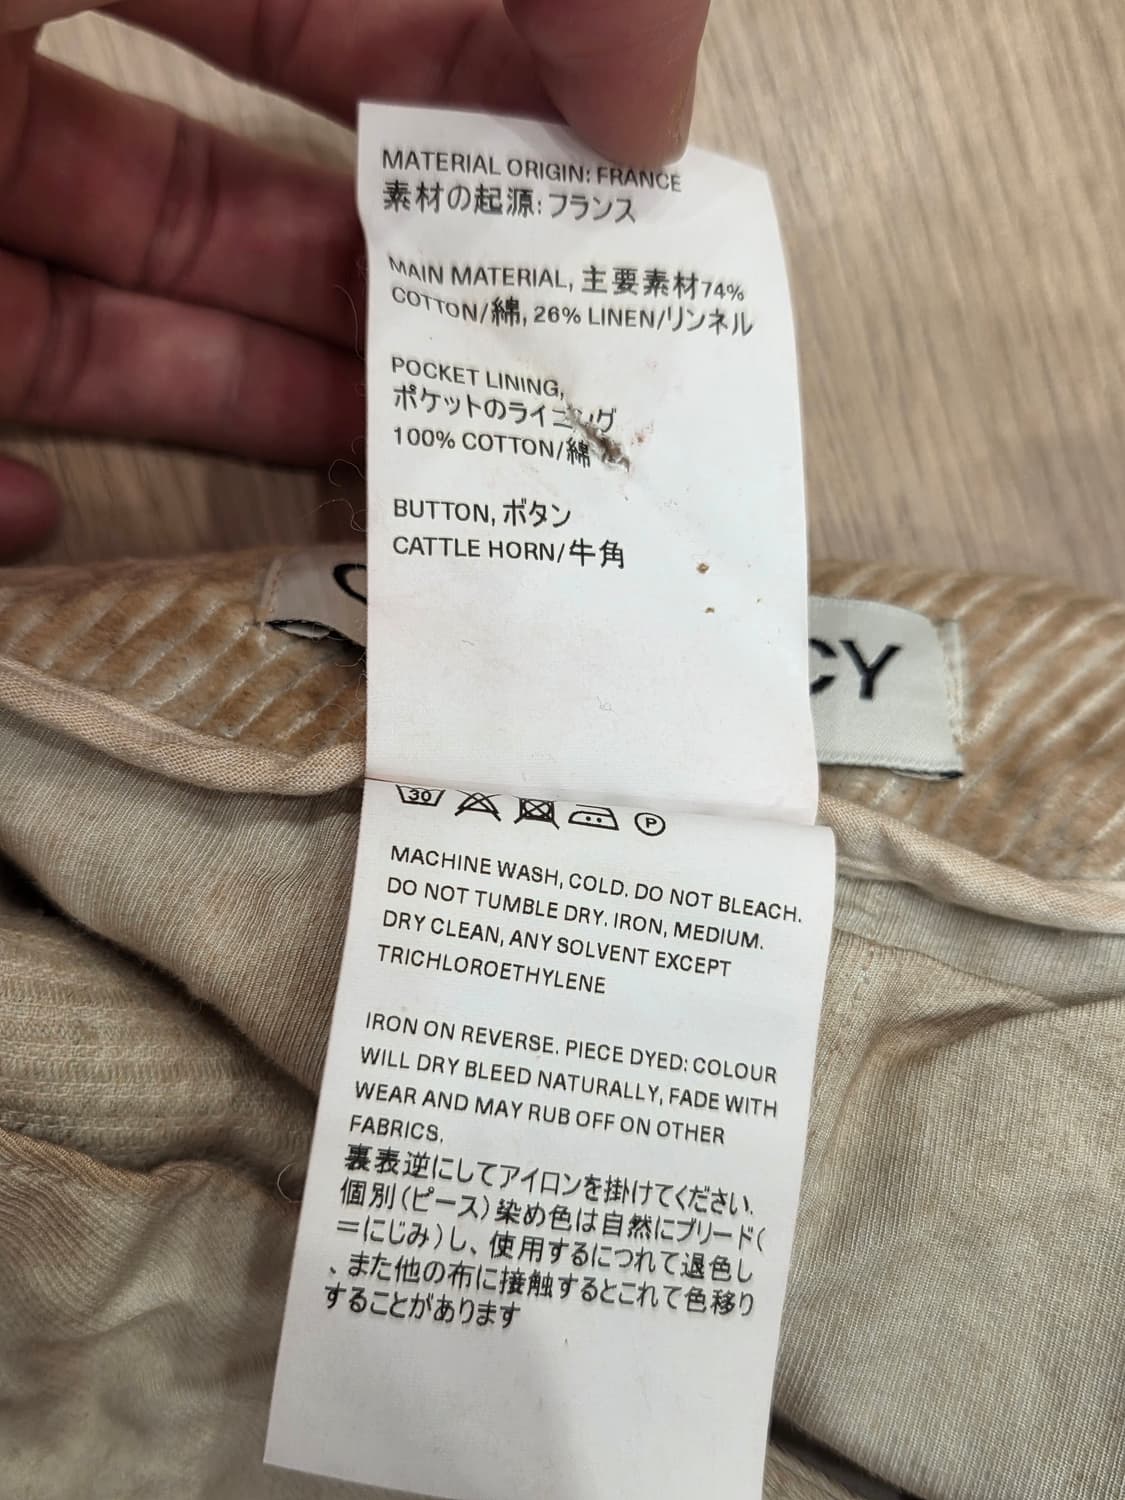 MATERIAL ORIGIN: FRANCE
素材の起源: フランス
MAIN MATERIAL, 主要素材74%
COTTON/綿, 26% LINEN/リンネル
POCKET LINING,
ポケットのライニング
100% COTTON/綿
BUTTON, ボタン
CATTLE HORN/牛角
CY
30
P
MACHINE WASH, COLD. DO NOT BLEACH.
DO NOT TUMBLE DRY. IRON, MEDIUM.
DRY CLEAN, ANY SOLVENT EXCEPT
TRICHLOROETHYLENE
IRON ON REVERSE. PIECE DYED: COLOUR
WILL DRY BLEED NATURALLY, FADE WITH
WEAR AND MAY RUB OFF ON OTHER
FABRICS.
裏表逆にしてアイロンを掛けてください.
個別(ピース)染め色は自然にブリード(
=にじみ)し、使用するにつれて退色し
、また他の布に接触するとこれて色移り
することがあります